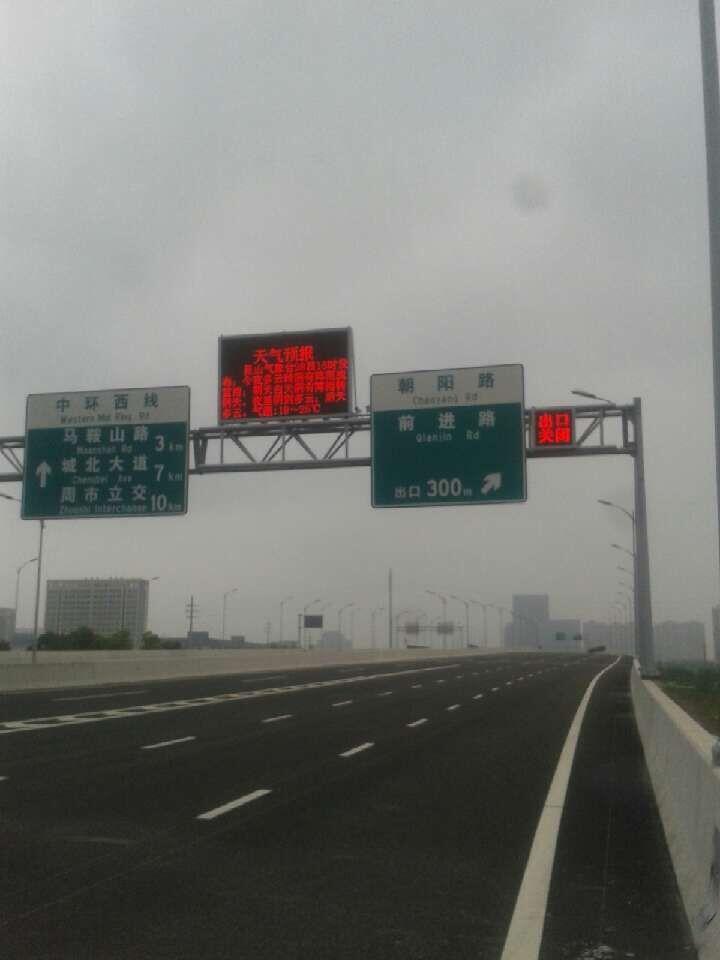 中环西线
Western Mid Ring Rd
马鞍山路 3 km
Maanshan Rd
城北大道 7 km
Chengbei Ave
周市立交 10 km
Zhoushi Interchange
天气预报
朝阳路
Chaoyang Rd
前进路
Qianjin Rd
出口 300m
出口
关闭